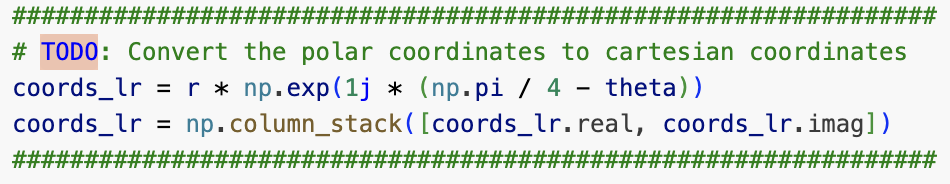 ################################################################
# TODO: Convert the polar coordinates to cartesian coordinates
coords_lr = r * np.exp(1j * (np.pi / 4 - theta))
coords_lr = np.column_stack([coords_lr.real, coords_lr.imag])
################################################################